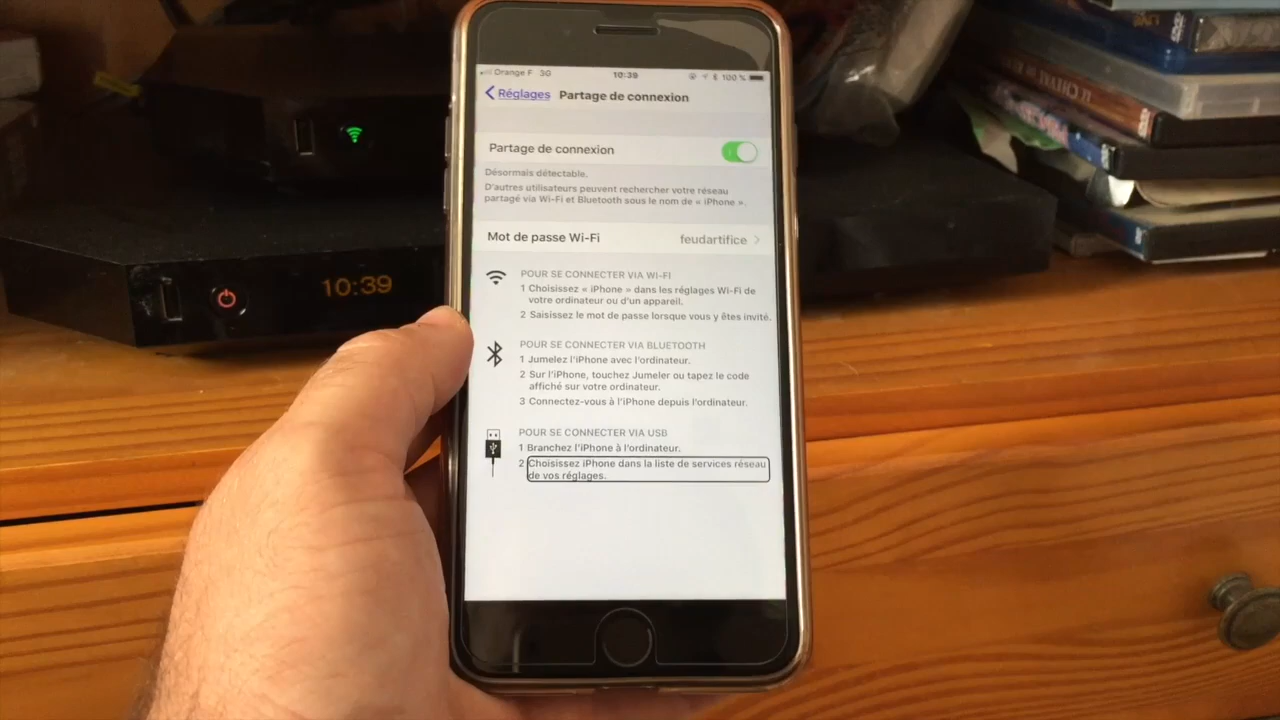 Orange F 3G 10:39 100 %
Réglages Partage de connexion
Partage de connexion
Désormais détectable.
D'autres utilisateurs peuvent rechercher votre réseau
partagé via Wi-Fi et Bluetooth sous le nom de « iPhone ».
Mot de passe Wi-Fi feudartifice
POUR SE CONNECTER VIA WI-FI
1 Choisissez « iPhone » dans les réglages Wi-Fi de
votre ordinateur ou d'un appareil.
2 Saisissez le mot de passe lorsque vous y êtes invité.
POUR SE CONNECTER VIA BLUETOOTH
1 Jumelez l'iPhone avec l'ordinateur.
2 Sur l'iPhone, touchez Jumeler ou tapez le code
affiché sur votre ordinateur.
3 Connectez-vous à l'iPhone depuis l'ordinateur.
POUR SE CONNECTER VIA USB
1 Branchez l'iPhone à l'ordinateur.
2 Choisissez iPhone dans la liste de services réseau
de vos réglages.
10:39